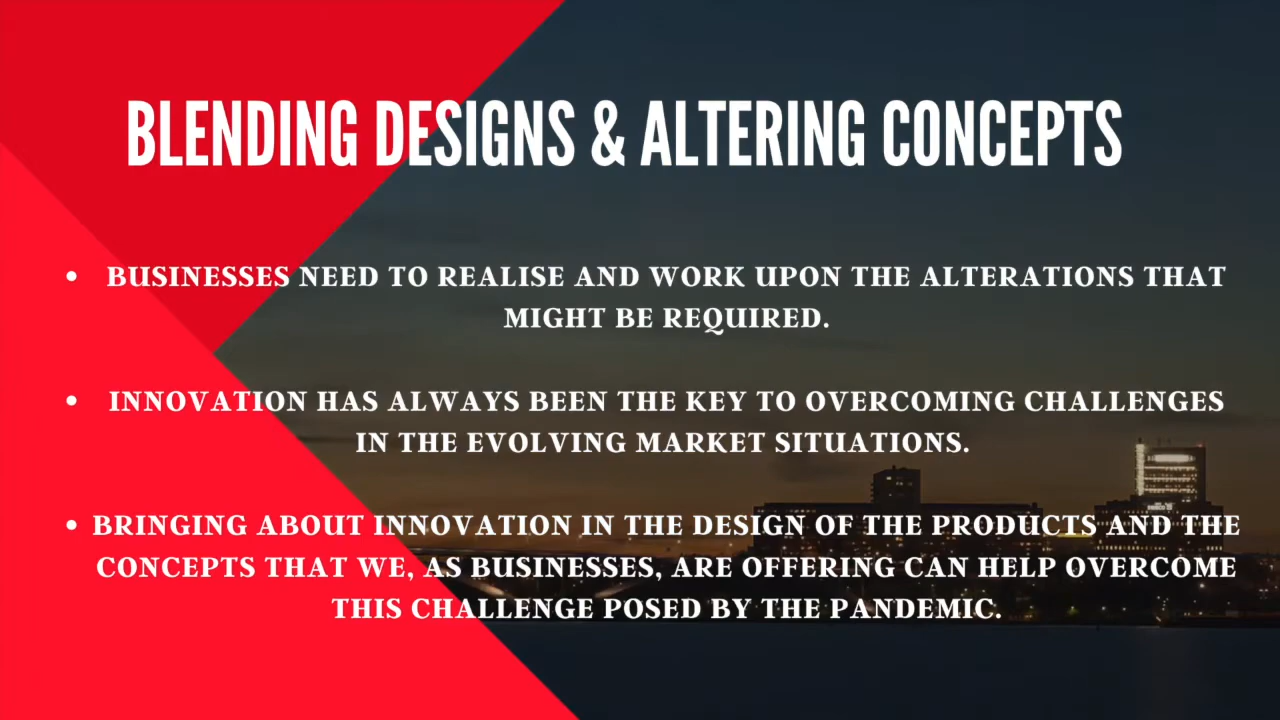 BLENDING DESIGNS & ALTERING CONCEPTS
• BUSINESSES NEED TO REALISE AND WORK UPON THE ALTERATIONS THAT
MIGHT BE REQUIRED.
• INNOVATION HAS ALWAYS BEEN THE KEY TO OVERCOMING CHALLENGES
IN THE EVOLVING MARKET SITUATIONS.
• BRINGING ABOUT INNOVATION IN THE DESIGN OF THE PRODUCTS AND THE
CONCEPTS THAT WE, AS BUSINESSES, ARE OFFERING CAN HELP OVERCOME
THIS CHALLENGE POSED BY THE PANDEMIC.